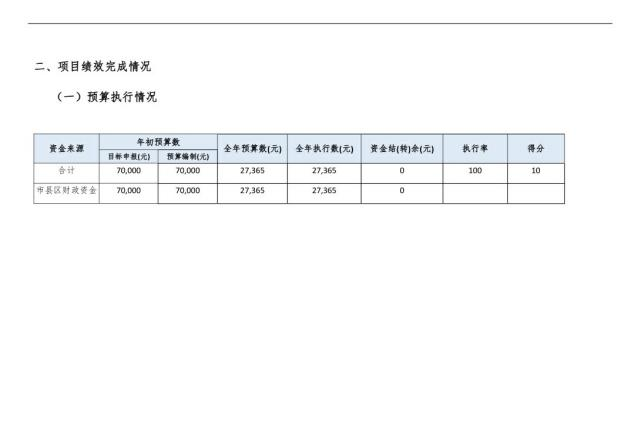 二、项目绩效完成情况
（一）预算执行情况
资金来源 年初预算数 全年预算数(元) 全年执行数(元) 资金结(转)余(元) 执行率 得分
目标申报(元) 预算编制(元)
合计 70,000 70,000 27,365 27,365 0 100 10
市县区财政资金 70,000 70,000 27,365 27,365 0